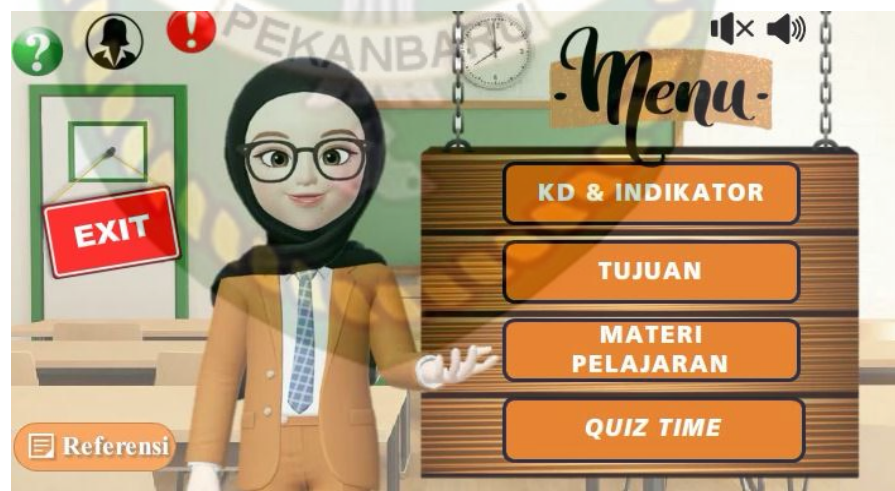 ?
!
PEKANBARU
Menu
EXIT
KD & INDIKATOR
TUJUAN
MATERI
PELAJARAN
QUIZ TIME
Referensi